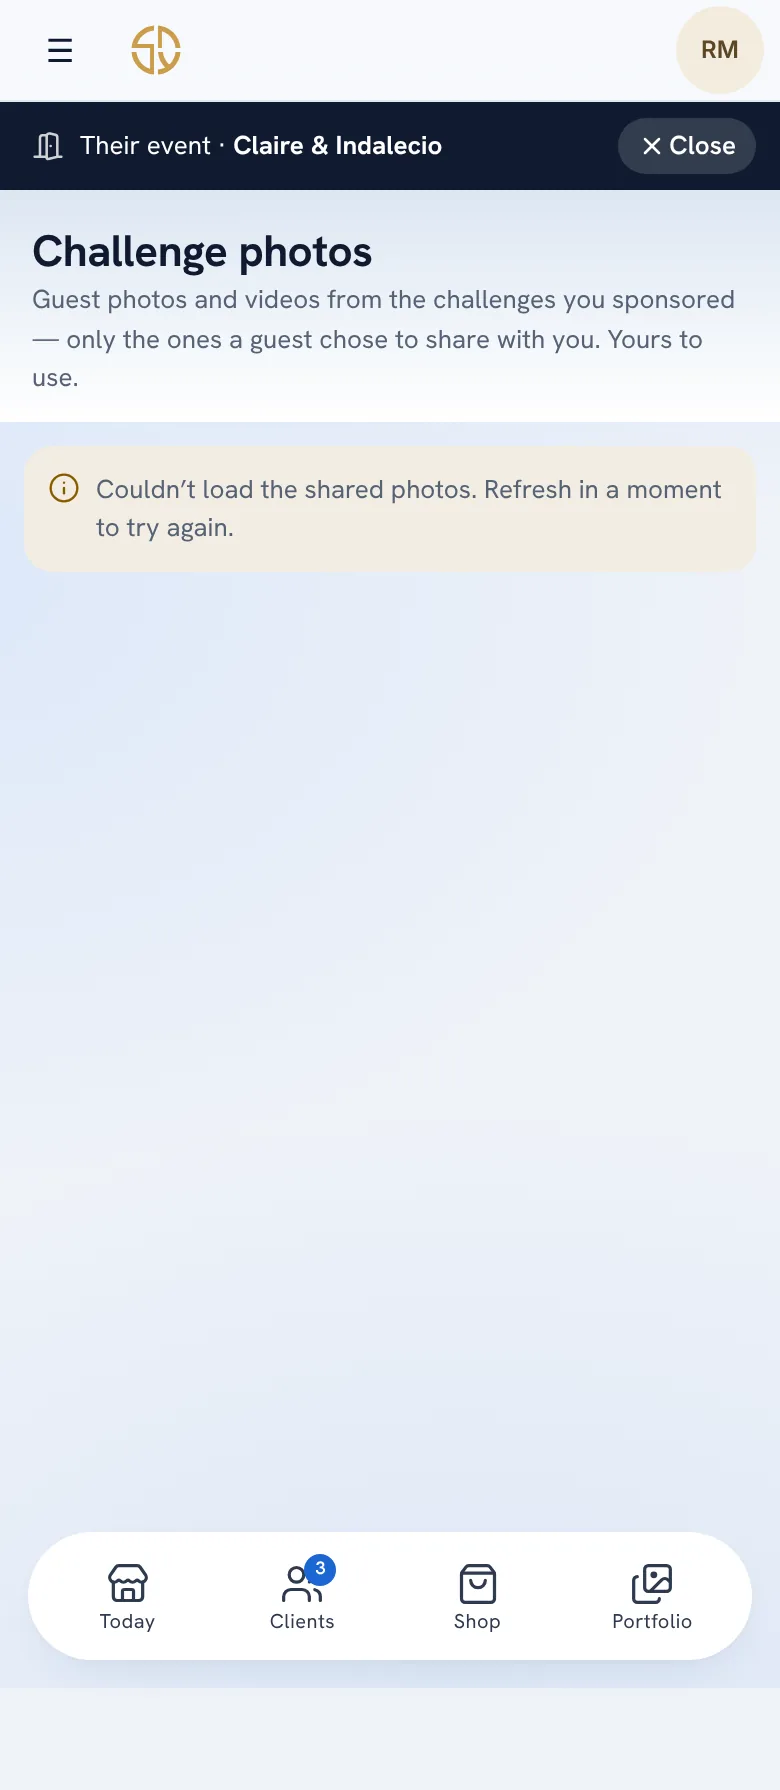 RM
Their event · Claire & Indalecio
Close
Challenge photos
Guest photos and videos from the challenges you sponsored
— only the ones a guest chose to share with you. Yours to
use.
Couldn’t load the shared photos. Refresh in a moment
to try again.
3
Today
Clients
Shop
Portfolio